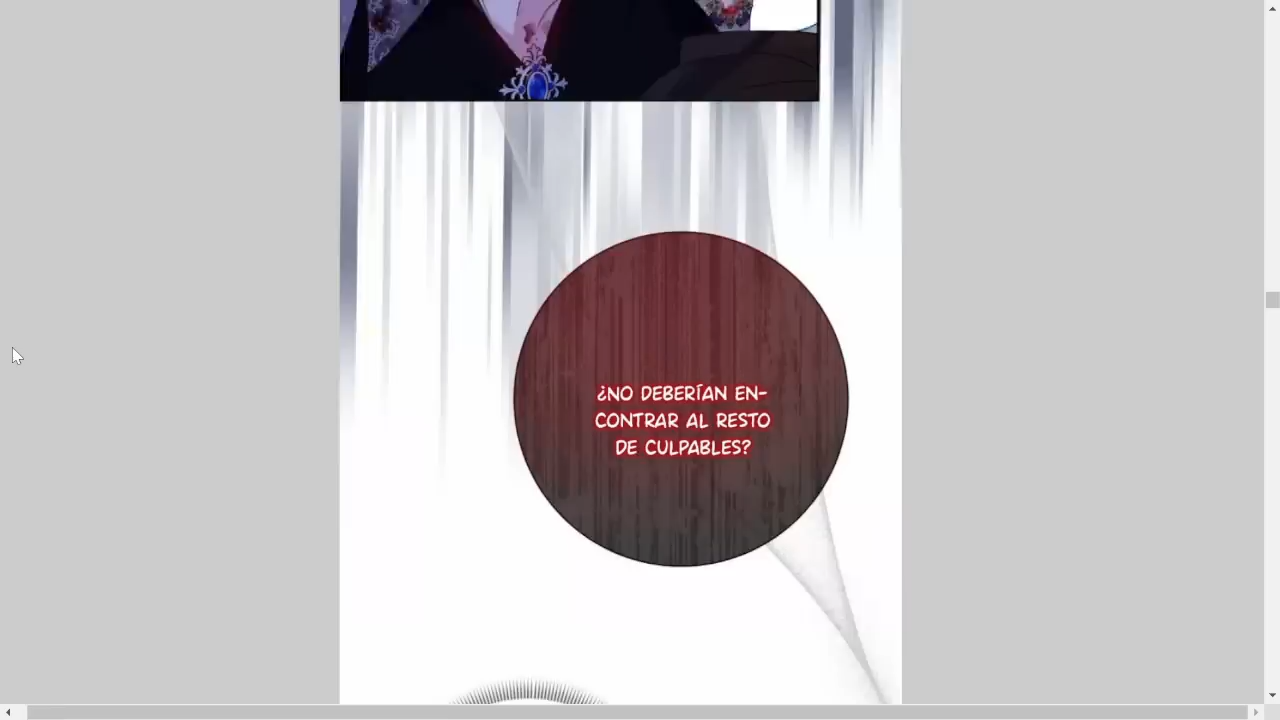 ¿NO DEBERÍAN EN-
CONTRAR AL RESTO
DE CULPABLES?